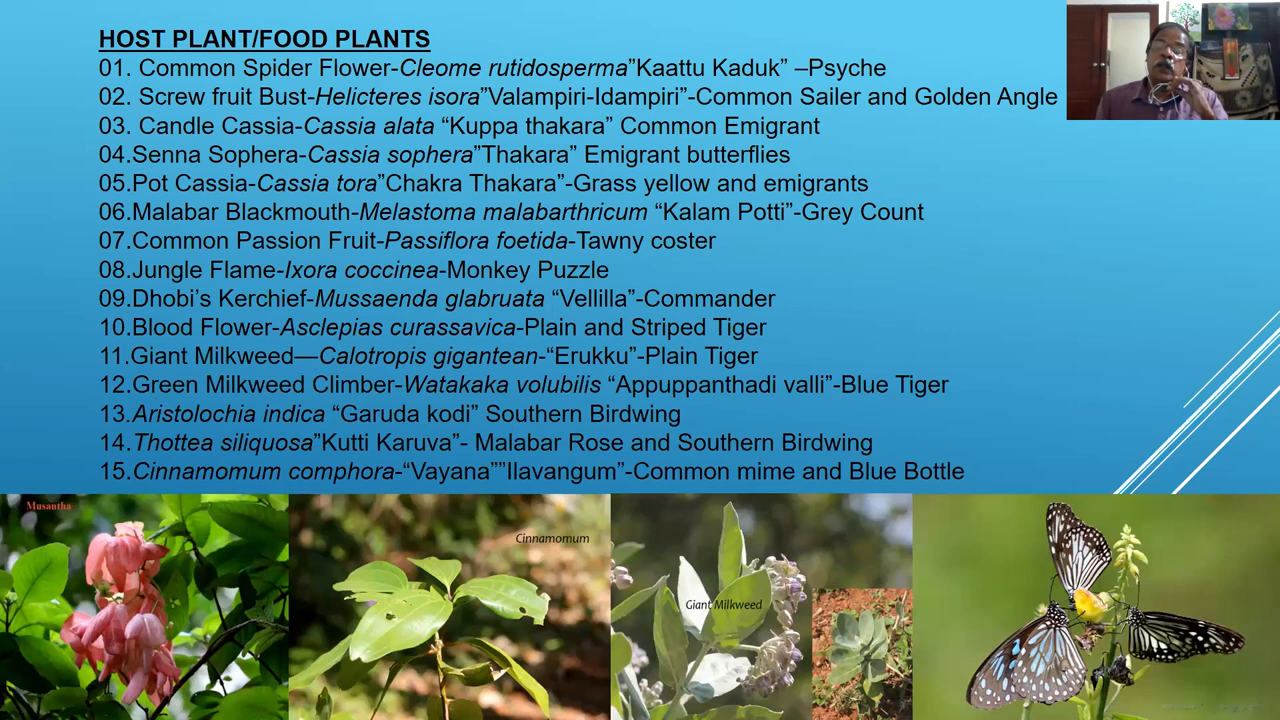 HOST PLANT/FOOD PLANTS
01. Common Spider Flower-Cleome rutidosperma”Kaattu Kaduk” –Psyche
02. Screw fruit Bust-Helicteres isora”Valampiri-Idampiri”-Common Sailer and Golden Angle
03. Candle Cassia-Cassia alata “Kuppa thakara” Common Emigrant
04.Senna Sophera-Cassia sophera”Thakara” Emigrant butterflies
05.Pot Cassia-Cassia tora”Chakra Thakara”-Grass yellow and emigrants
06.Malabar Blackmouth-Melastoma malabarthricum “Kalam Potti”-Grey Count
07.Common Passion Fruit-Passiflora foetida-Tawny coster
08.Jungle Flame-Ixora coccinea-Monkey Puzzle
09.Dhobi’s Kerchief-Mussaenda glabruata “Vellilla”-Commander
10.Blood Flower-Asclepias curassavica-Plain and Striped Tiger
11.Giant Milkweed—Calotropis gigantean-“Erukku”-Plain Tiger
12.Green Milkweed Climber-Watakaka volubilis “Appuppanthadi valli”-Blue Tiger
13.Aristolochia indica “Garuda kodi” Southern Birdwing
14.Thottea siliquosa”Kutti Karuva”- Malabar Rose and Southern Birdwing
15.Cinnamomum comphora-“Vayana””Ilavangum”-Common mime and Blue Bottle
Musantha
Cinnamomum
Giant Milkweed